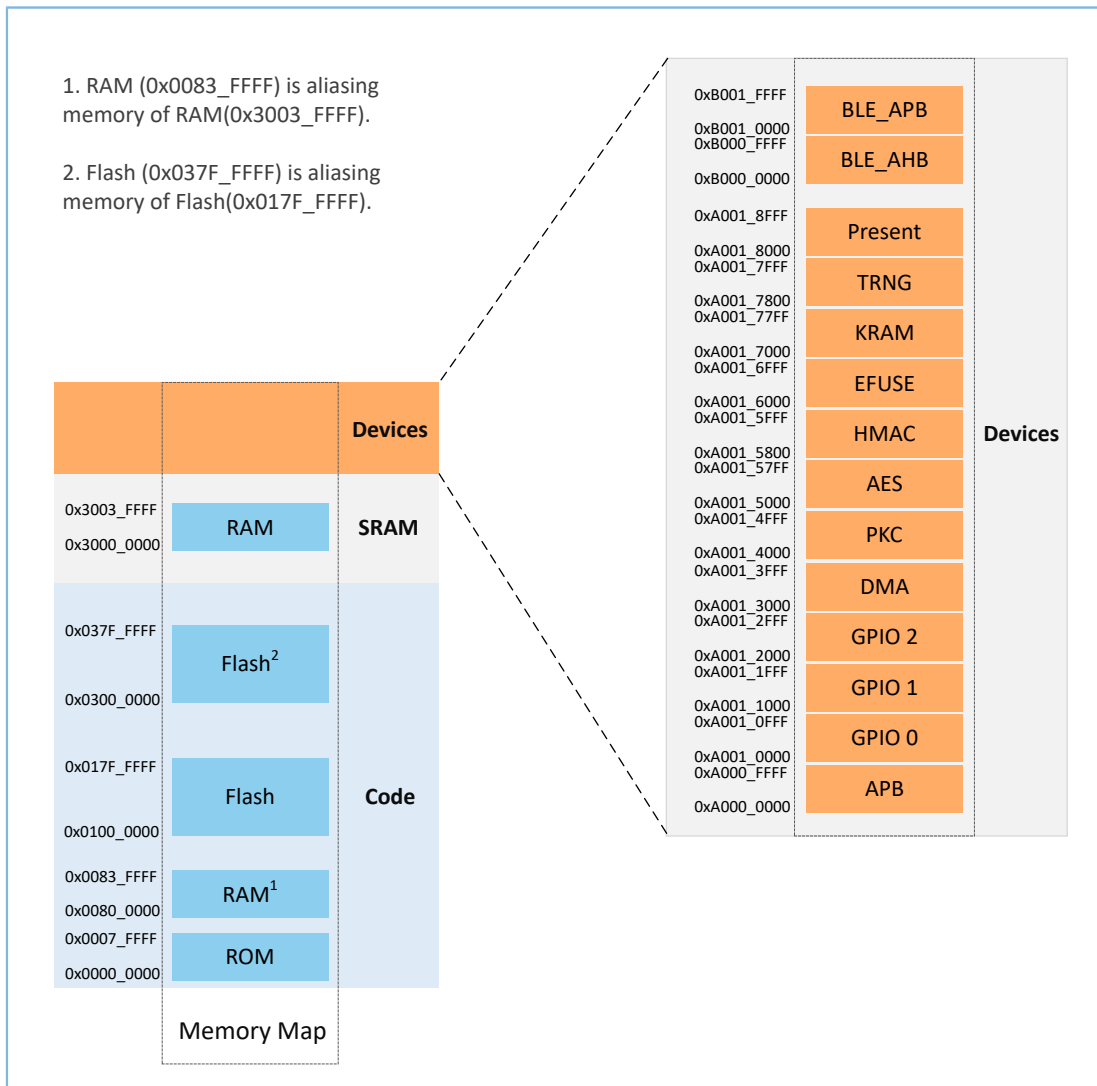 1. RAM (0x0083_FFFF) is aliasing
memory of RAM(0x3003_FFFF).
2. Flash (0x037F_FFFF) is aliasing
memory of Flash(0x017F_FFFF).
Devices
0x3003_FFFF
RAM
SRAM
0x3000_0000
0x037F_FFFF
Flash2
0x0300_0000
0x017F_FFFF
Flash
Code
0x0100_0000
0x0083_FFFF
RAM1
0x0080_0000
0x0007_FFFF
ROM
0x0000_0000
Memory Map
0xB001_FFFF
BLE_APB
0xB001_0000
0xB000_FFFF
BLE_AHB
0xB000_0000
0xA001_8FFF
Present
0xA001_8000
0xA001_7FFF
TRNG
0xA001_7800
0xA001_77FF
KRAM
0xA001_7000
0xA001_6FFF
EFUSE
0xA001_6000
0xA001_5FFF
HMAC
Devices
0xA001_5800
0xA001_57FF
AES
0xA001_5000
0xA001_4FFF
PKC
0xA001_4000
0xA001_3FFF
DMA
0xA001_3000
0xA001_2FFF
GPIO 2
0xA001_2000
0xA001_1FFF
GPIO 1
0xA001_1000
0xA001_0FFF
GPIO 0
0xA001_0000
0xA000_FFFF
APB
0xA000_0000